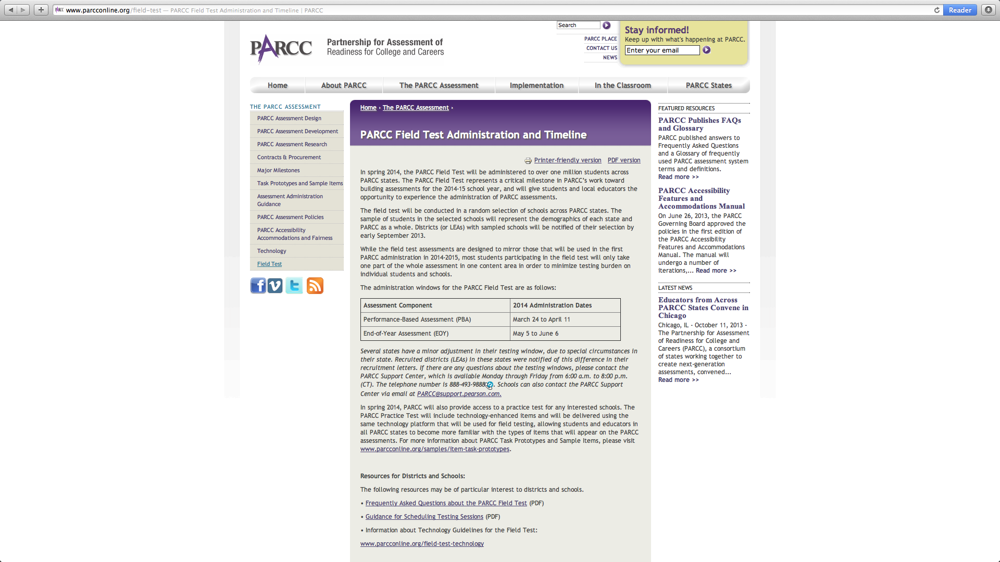 www.parcconline.org/field-test — PARCC Field Test Administration and Timeline | PARCC
Reader
Search
PARCC
Partnership for Assessment of
Readiness for College and Careers
PARCC PLACE
CONTACT US
NEWS
Stay informed!
Keep up with what's happening at PARCC.
Enter your email
Home
About PARCC
The PARCC Assessment
Implementation
In the Classroom
PARCC States
THE PARCC ASSESSMENT
PARCC Assessment Design
PARCC Assessment Development
PARCC Assessment Research
Contracts & Procurement
Major Milestones
Task Prototypes and Sample Items
Assessment Administration
Guidance
PARCC Assessment Policies
PARCC Accessibility
Accommodations and Fairness
Technology
Field Test
Home › The PARCC Assessment ›
PARCC Field Test Administration and Timeline
Printer-friendly version PDF version
In spring 2014, the PARCC Field Test will be administered to over one million students across
PARCC states. The PARCC Field Test represents a critical milestone in PARCC's work toward
building assessments for the 2014-15 school year, and will give students and local educators the
opportunity to experience the administration of PARCC assessments.
The field test will be conducted in a random selection of schools across PARCC states. The
sample of students in the selected schools will represent the demographics of each state and
PARCC as a whole. Districts (or LEAs) with sampled schools will be notified of their selection by
early September 2013.
While the field test assessments are designed to mirror those that will be used in the first
PARCC administration in 2014-2015, most students participating in the field test will only take
one part of the whole assessment in one content area in order to minimize testing burden on
individual students and schools.
The administration windows for the PARCC Field Test are as follows:
Assessment Component 2014 Administration Dates
Performance-Based Assessment (PBA) March 24 to April 11
End-of-Year Assessment (EOY) May 5 to June 6
Several states have a minor adjustment in their testing window, due to special circumstances in
their state. Recruited districts (LEAs) in these states were notified of this difference in their
recruitment letters. If there are any questions about the testing windows, please contact the
PARCC Support Center, which is available Monday through Friday from 6:00 a.m. to 8:00 p.m.
(CT). The telephone number is 888-493-9888. Schools can also contact the PARCC Support
Center via email at PARCC@support.pearson.com.
In spring 2014, PARCC will also provide access to a practice test for any interested schools. The
PARCC Practice Test will include technology-enhanced items and will be delivered using the
same technology platform that will be used for field testing, allowing students and educators in
all PARCC states to become more familiar with the types of items that will appear on the PARCC
assessments. For more information about PARCC Task Prototypes and Sample Items, please visit
www.parcconline.org/samples/item-task-prototypes.
Resources for Districts and Schools:
The following resources may be of particular interest to districts and schools.
• Frequently Asked Questions about the PARCC Field Test (PDF)
• Guidance for Scheduling Testing Sessions (PDF)
• Information about Technology Guidelines for the Field Test:
www.parcconline.org/field-test-technology
FEATURED RESOURCES
PARCC Publishes FAQs
and Glossary
PARCC published answers to
Frequently Asked Questions
and a Glossary of frequently
used PARCC assessment system
terms and definitions.
Read more >>
PARCC Accessibility
Features and
Accommodations Manual
On June 26, 2013, the PARCC
Governing Board approved the
policies in the first edition of
the PARCC Accessibility
Features and Accommodations
Manual. The manual will
undergo a number of
iterations,... Read more >>
LATEST NEWS
Educators from Across
PARCC States Convene in
Chicago
Chicago, IL - October 11, 2013 -
The Partnership for Assessment
of Readiness for College and
Careers (PARCC), a consortium
of states working together to
create next-generation
assessments, convened...
Read more >>